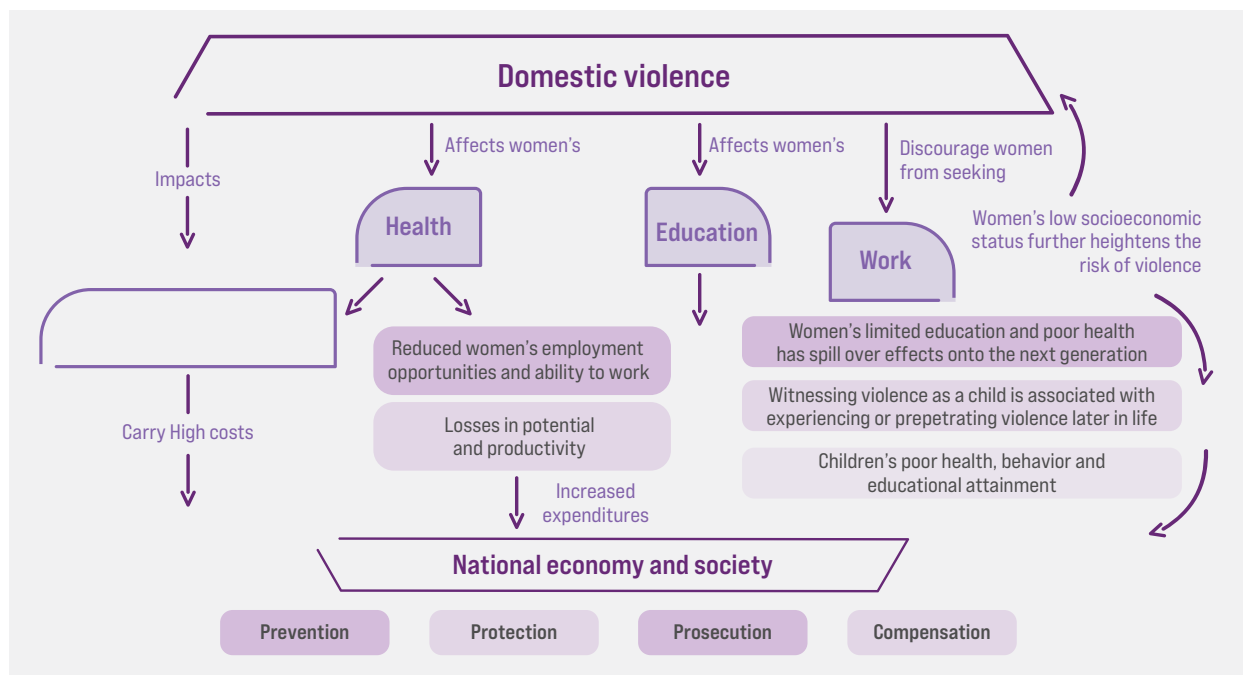 Domestic violence
Impacts
Affects women's
Affects women's
Discourage women
from seeking
Health
Education
Work
Women's low socioeconomic
status further heightens the
risk of violence
Reduced women's employment
opportunities and ability to work
Losses in potential
and productivity
Women's limited education and poor health
has spill over effects onto the next generation
Witnessing violence as a child is associated with
experiencing or prepetrating violence later in life
Children's poor health, behavior and
educational attainment
Carry High costs
Increased
expenditures
National economy and society
Prevention
Protection
Prosecution
Compensation